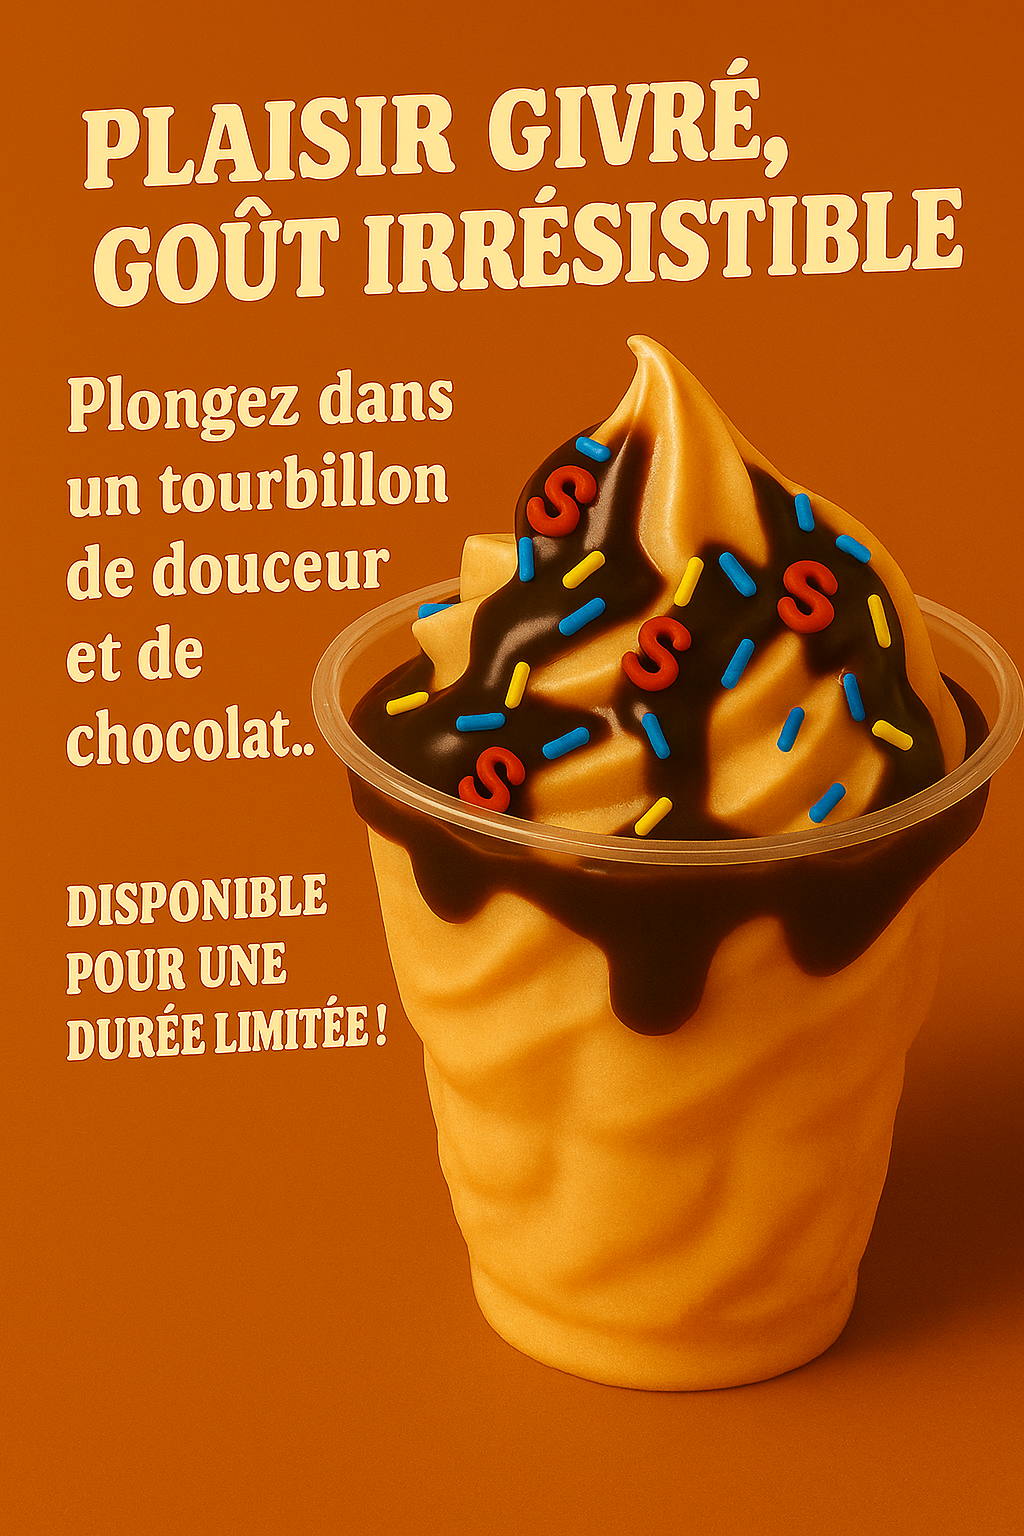 PLAISIR GIVRÉ,
GOÛT IRRÉSISTIBLE
Plongez dans
un tourbillon
de douceur
et de
chocolat..
DISPONIBLE
POUR UNE
DURÉE LIMITÉE !
S
S
S
S